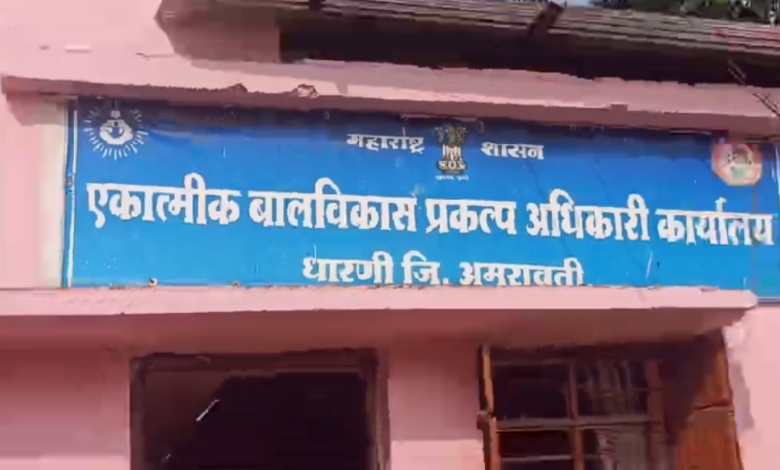 महाराष्ट्र शासन
एकात्मीक बालविकास प्रकल्प अधिकारी कार्यालय
धारणी जि. अमरावती